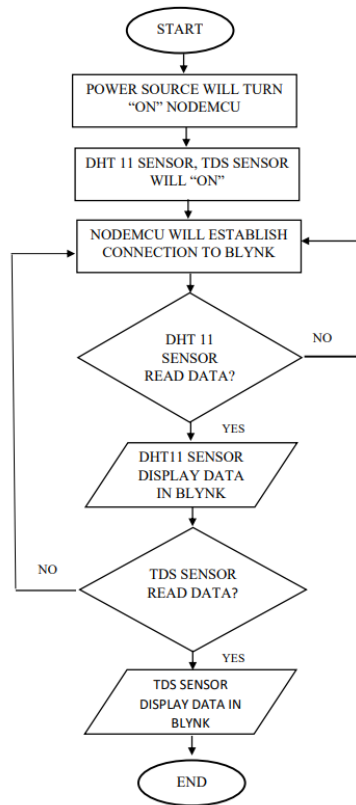 START
POWER SOURCE WILL TURN
“ON” NODEMCU
DHT 11 SENSOR, TDS SENSOR
WILL “ON”
NODEMCU WILL ESTABLISH
CONNECTION TO BLYNK
DHT 11
SENSOR
READ DATA?
NO
YES
DHT11 SENSOR
DISPLAY DATA
IN BLYNK
NO
TDS SENSOR
READ DATA?
YES
TDS SENSOR
DISPLAY DATA IN
BLYNK
END